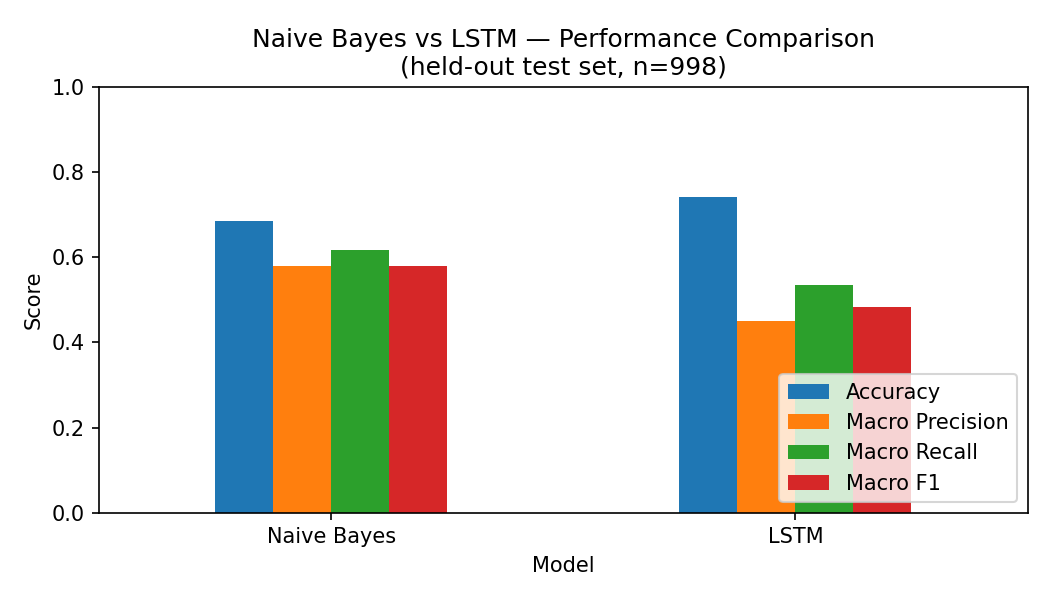 Naive Bayes vs LSTM — Performance Comparison
(held-out test set, n=998)
1.0
0.8
0.6
0.4
0.2
0.0
Score
Accuracy
Macro Precision
Macro Recall
Macro F1
Naive Bayes
LSTM
Model